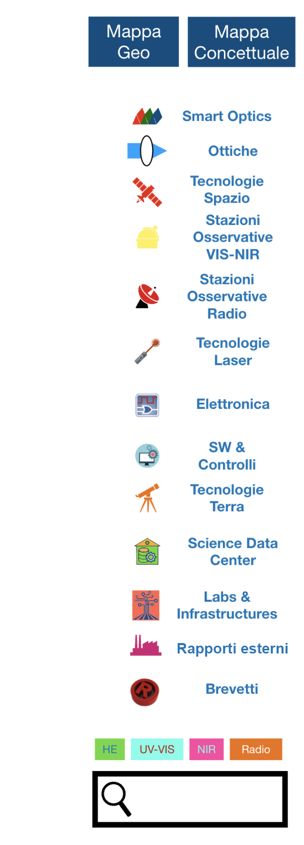 Mappa
Geo
Mappa
Concettuale
Smart Optics
Ottiche
Tecnologie
Spazio
Stazioni
Osservative
VIS-NIR
Stazioni
Osservative
Radio
Tecnologie
Laser
Elettronica
SW &
Controlli
Tecnologie
Terra
Science Data
Center
Labs &
Infrastructures
Rapporti esterni
R
Brevetti
HE
UV-VIS
NIR
Radio